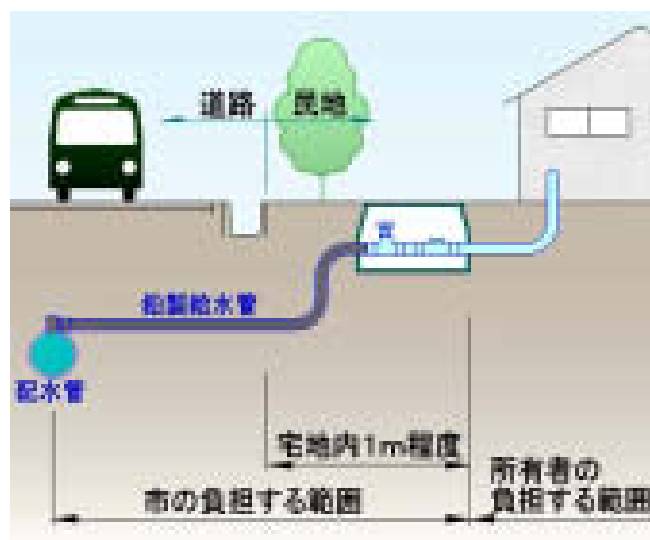 道路 民地
鉛製給水管
配水管
宅地内1m程度
所有者の
負担する範囲
市の負担する範囲